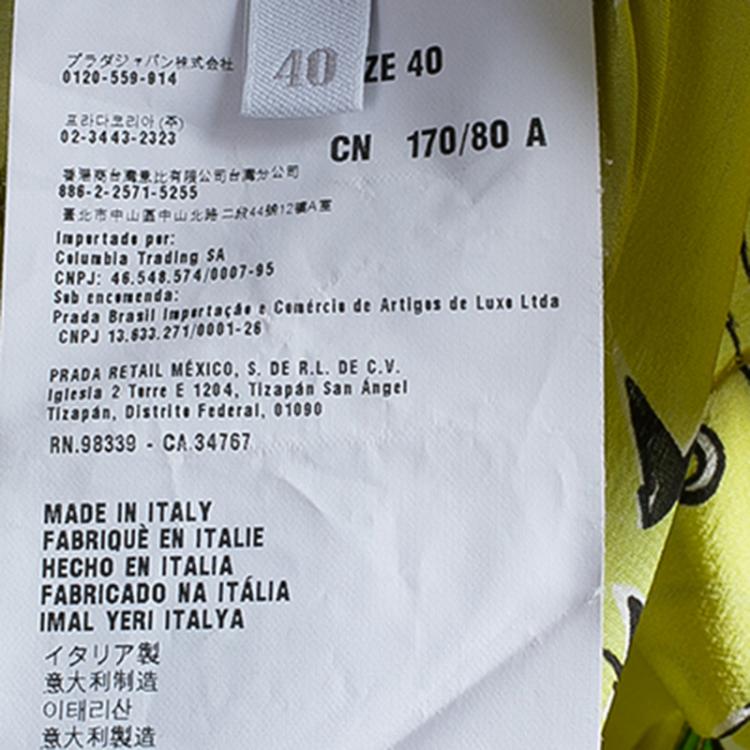 プラダジャパン株式会社
0120-559-914
40
ZE 40
프라다코리아 (주)
02-3443-2323
CN 170/80 A
香港商台灣意比有限公司台灣分公司
886-2-2571-5255
臺北市中山區中山北路二段44號12樓A室
Importado por:
Columbia Trading SA
CNPJ: 46.548.574/0007-95
Sob encomenda:
Prada Brasil Importação e Comércio de Artigos de Luxo Ltda
CNPJ 13.633.271/0001-26
PRADA RETAIL MÉXICO, S. DE R.L. DE C.V.
Iglesia 2 Torre E 1204, Tizapán San Ángel
Tizapán, Distrito Federal, 01090
RN.98339 - CA.34767
MADE IN ITALY
FABRIQUÈ EN ITALIE
HECHO EN ITALIA
FABRICADO NA ITÁLIA
IMAL YERI ITALYA
イタリア製
意大利制造
이태리산
意大利製造